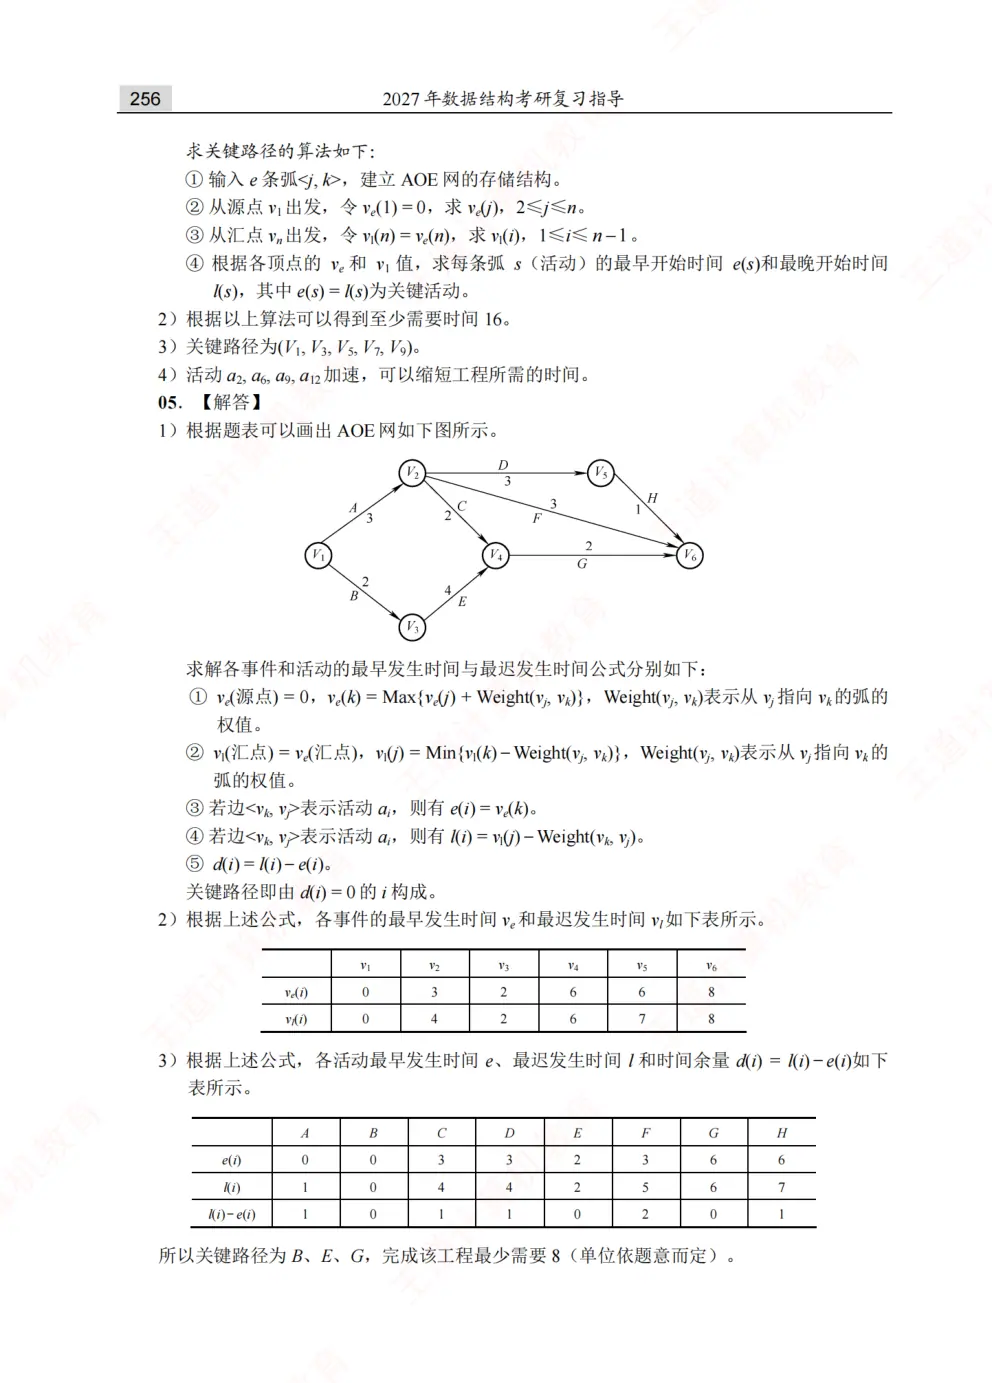 256
2027年数据结构考研复习指导
求关键路径的算法如下:
① 输入 e 条弧<j, k>，建立 AOE 网的存储结构。
② 从源点 v1 出发，令 ve(1) = 0，求 ve(j)，2≤j≤n。
③ 从汇点 vn 出发，令 vl(n) = ve(n)，求 vl(i)，1≤i≤ n−1。
④ 根据各顶点的 ve 和 vl 值，求每条弧 s（活动）的最早开始时间 e(s)和最晚开始时间
l(s)，其中 e(s) = l(s)为关键活动。
2）根据以上算法可以得到至少需要时间 16。
3）关键路径为(V1, V3, V5, V7, V9)。
4）活动 a2, a6, a9, a12 加速，可以缩短工程所需的时间。
05. 【解答】
1）根据题表可以画出 AOE 网如下图所示。
V2
D
3
V5
A
3
C
2
3
F
H
1
V1
V4
2
G
V6
2
B
4
E
V3
求解各事件和活动的最早发生时间与最迟发生时间公式分别如下：
① ve(源点) = 0，ve(k) = Max{ve(j) + Weight(vj, vk)}，Weight(vj, vk)表示从 vj 指向 vk 的弧的
权值。
② vl(汇点) = ve(汇点)，vl(j) = Min{vl(k) − Weight(vj, vk)}，Weight(vj, vk)表示从 vj 指向 vk 的
弧的权值。
③ 若边<vk, vj>表示活动 ai，则有 e(i) = ve(k)。
④ 若边<vk, vj>表示活动 ai，则有 l(i) = vl(j) − Weight(vk, vj)。
⑤ d(i) = l(i) − e(i)。
关键路径即由 d(i) = 0 的 i 构成。
2）根据上述公式，各事件的最早发生时间 ve 和最迟发生时间 vl 如下表所示。
v1 v2 v3 v4 v5 v6
ve(i) 0 3 2 6 6 8
vl(i) 0 4 2 6 7 8
3）根据上述公式，各活动最早发生时间 e、最迟发生时间 l 和时间余量 d(i) = l(i) − e(i)如下
表所示。
A B C D E F G H
e(i) 0 0 3 3 2 3 6 6
l(i) 1 0 4 4 2 5 6 7
l(i) − e(i) 1 0 1 1 0 2 0 1
所以关键路径为 B、E、G，完成该工程最少需要 8（单位依题意而定）。
王道计算机教育